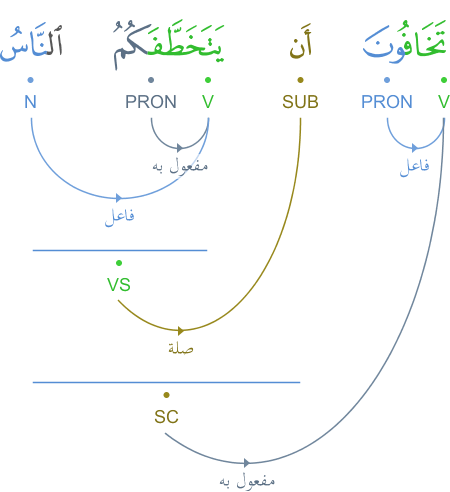 تَخَافُونَ أَن يَتَخَطَّفَكُمُ ٱلنَّاسُ
V PRON SUB V PRON N
فاعل
مفعول به
فاعل
VS
صلة
SC
مفعول به